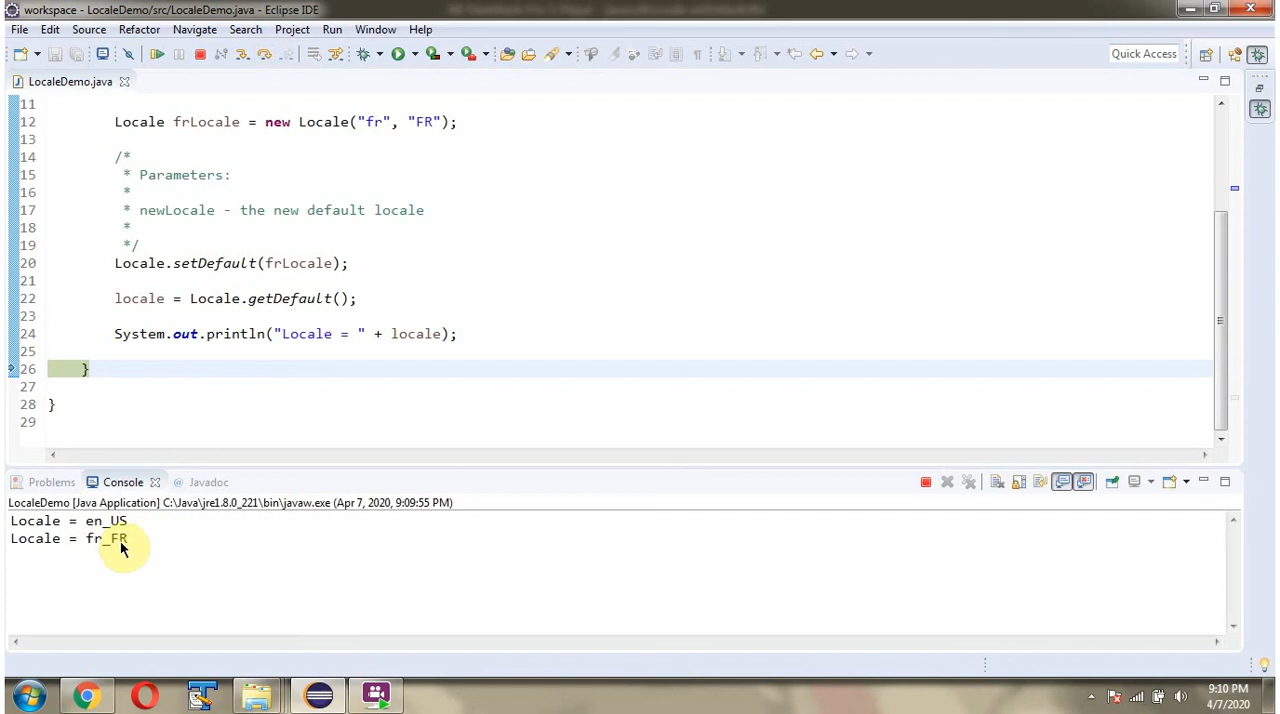 workspace - LocaleDemo/src/LocaleDemo.java - Eclipse IDE
File Edit Source Refactor Navigate Search Project Run Window Help
Quick Access
LocaleDemo.java
11
12 Locale frLocale = new Locale("fr", "FR");
13
14 /*
15 * Parameters:
16 *
17 * newLocale - the new default locale
18 *
19 */
20 Locale.setDefault(frLocale);
21
22 locale = Locale.getDefault();
23
24 System.out.println("Locale = " + locale);
25
26 }
27
28 }
29
Problems Console @ Javadoc
LocaleDemo [Java Application] C:\Java\jre1.8.0_221\bin\javaw.exe (Apr 7, 2020, 9:09:55 PM)
Locale = en_US
Locale = fr_FR
9:10 PM
4/7/2020